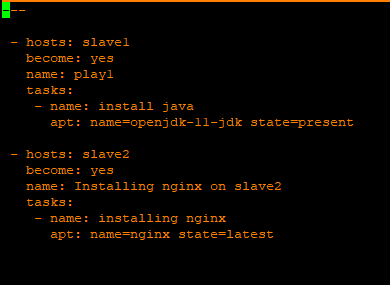 ---
- hosts: slave1
  become: yes
  name: play1
  tasks:
   - name: install java
     apt: name=openjdk-11-jdk state=present
- hosts: slave2
  become: yes
  name: Installing nginx on slave2
  tasks:
   - name: installing nginx
     apt: name=nginx state=latest